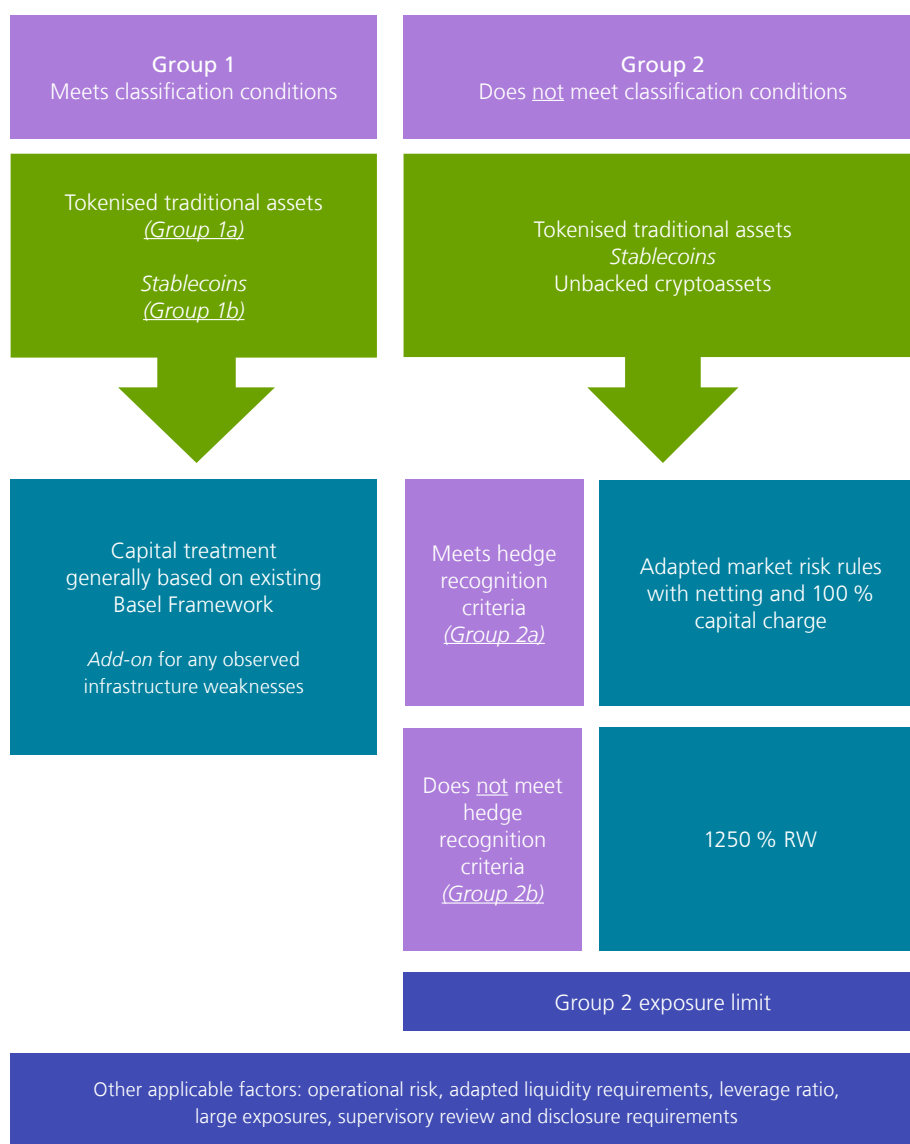 Group 1
Meets classification conditions
Group 2
Does not meet classification conditions
Tokenised traditional assets
(Group 1a)
Stablecoins
(Group 1b)
Tokenised traditional assets
Stablecoins
Unbacked cryptoassets
Capital treatment
generally based on existing
Basel Framework
Add-on for any observed
infrastructure weaknesses
Meets hedge
recognition
criteria
(Group 2a)
Adapted market risk rules
with netting and 100 %
capital charge
Does not meet
hedge
recognition
criteria
(Group 2b)
1250 % RW
Group 2 exposure limit
Other applicable factors: operational risk, adapted liquidity requirements, leverage ratio,
large exposures, supervisory review and disclosure requirements